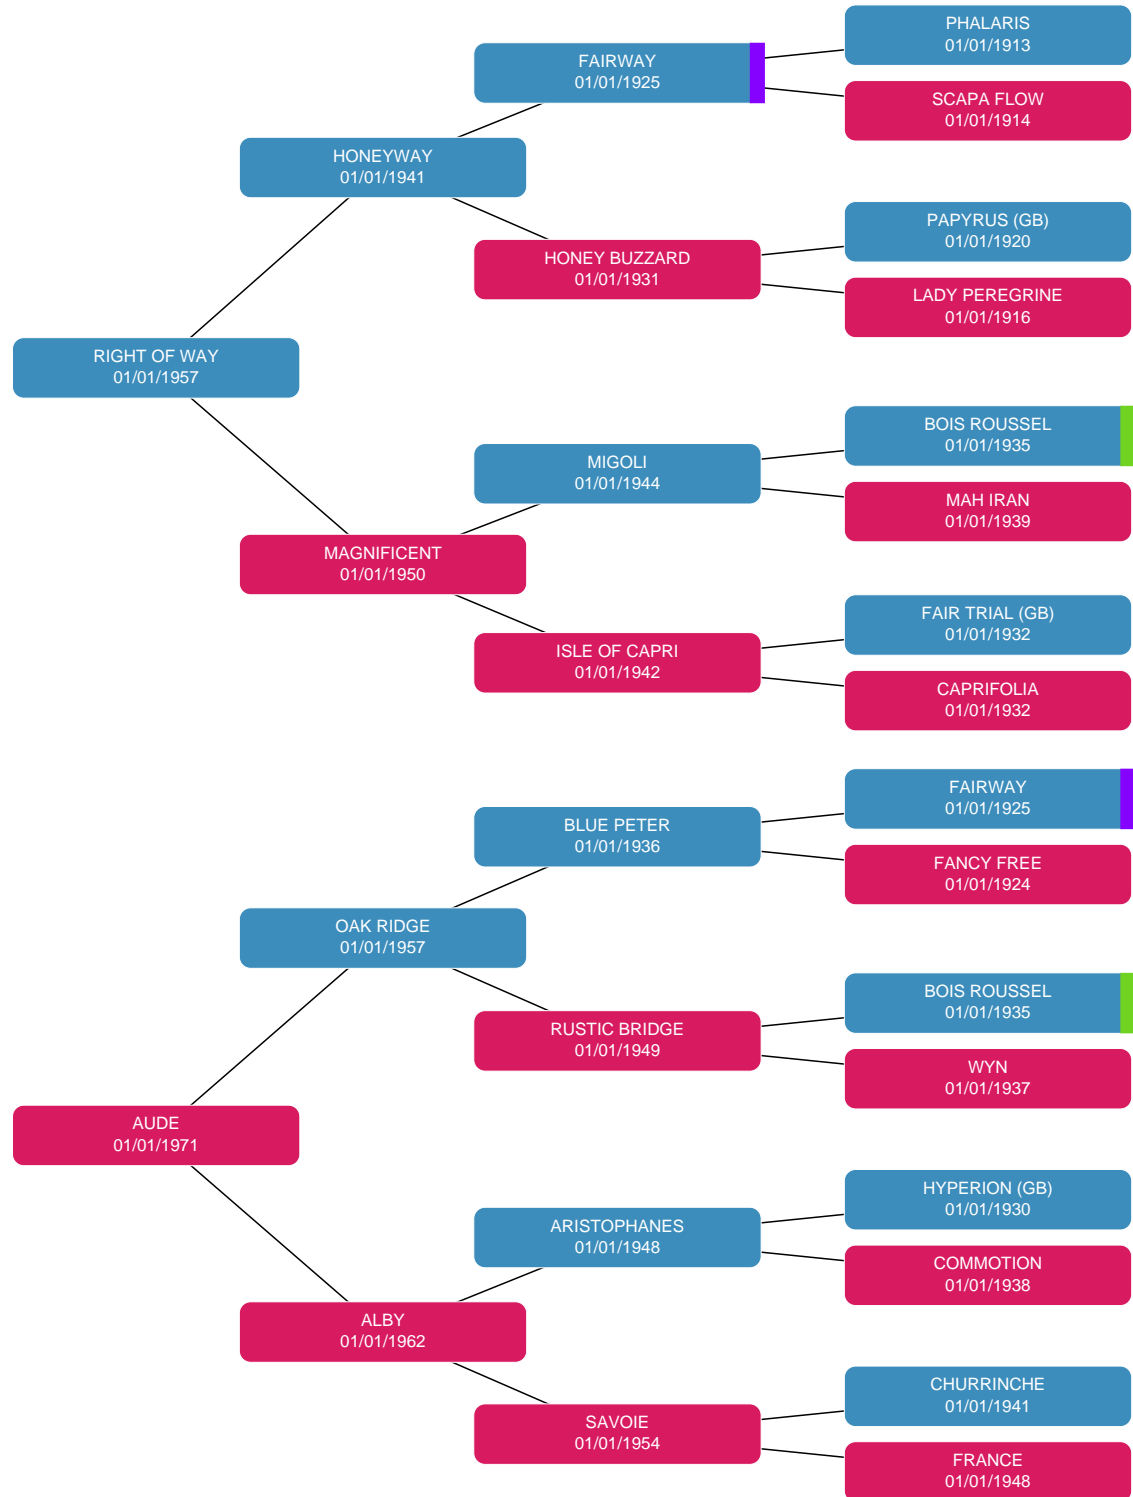 PHALARIS
01/01/1913
FAIRWAY
01/01/1925
SCAPA FLOW
01/01/1914
HONEYWAY
01/01/1941
PAPYRUS (GB)
01/01/1920
HONEY BUZZARD
01/01/1931
LADY PEREGRINE
01/01/1916
RIGHT OF WAY
01/01/1957
BOIS ROUSSEL
01/01/1935
MIGOLI
01/01/1944
MAH IRAN
01/01/1939
MAGNIFICENT
01/01/1950
FAIR TRIAL (GB)
01/01/1932
ISLE OF CAPRI
01/01/1942
CAPRIFOLIA
01/01/1932
FAIRWAY
01/01/1925
BLUE PETER
01/01/1936
FANCY FREE
01/01/1924
OAK RIDGE
01/01/1957
BOIS ROUSSEL
01/01/1935
RUSTIC BRIDGE
01/01/1949
WYN
01/01/1937
AUDE
01/01/1971
HYPERION (GB)
01/01/1930
ARISTOPHANES
01/01/1948
COMMOTION
01/01/1938
ALBY
01/01/1962
CHURRINCHE
01/01/1941
SAVOIE
01/01/1954
FRANCE
01/01/1948